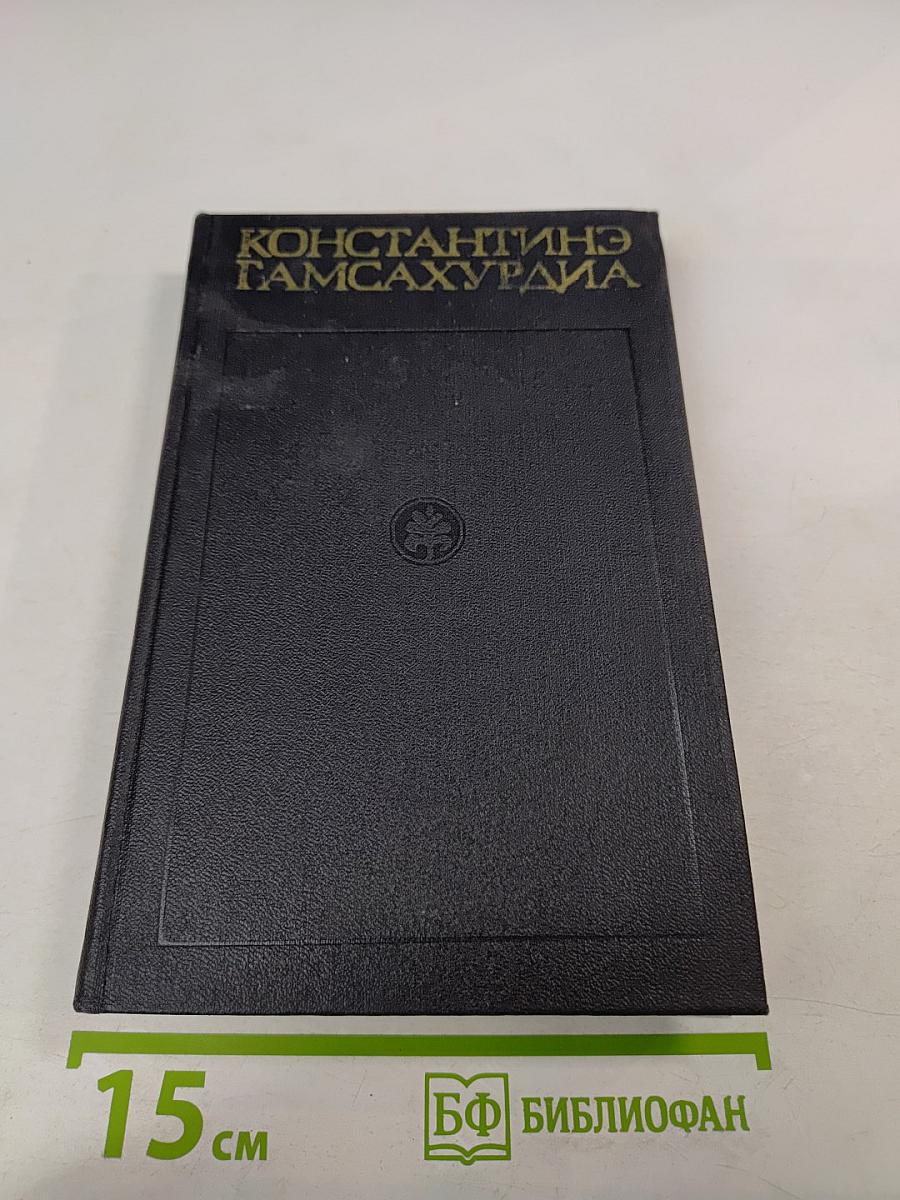 КОНСТАНТИНЭ
ГАМСАХУРДИА
15 см
БФ БИБЛИОФАН